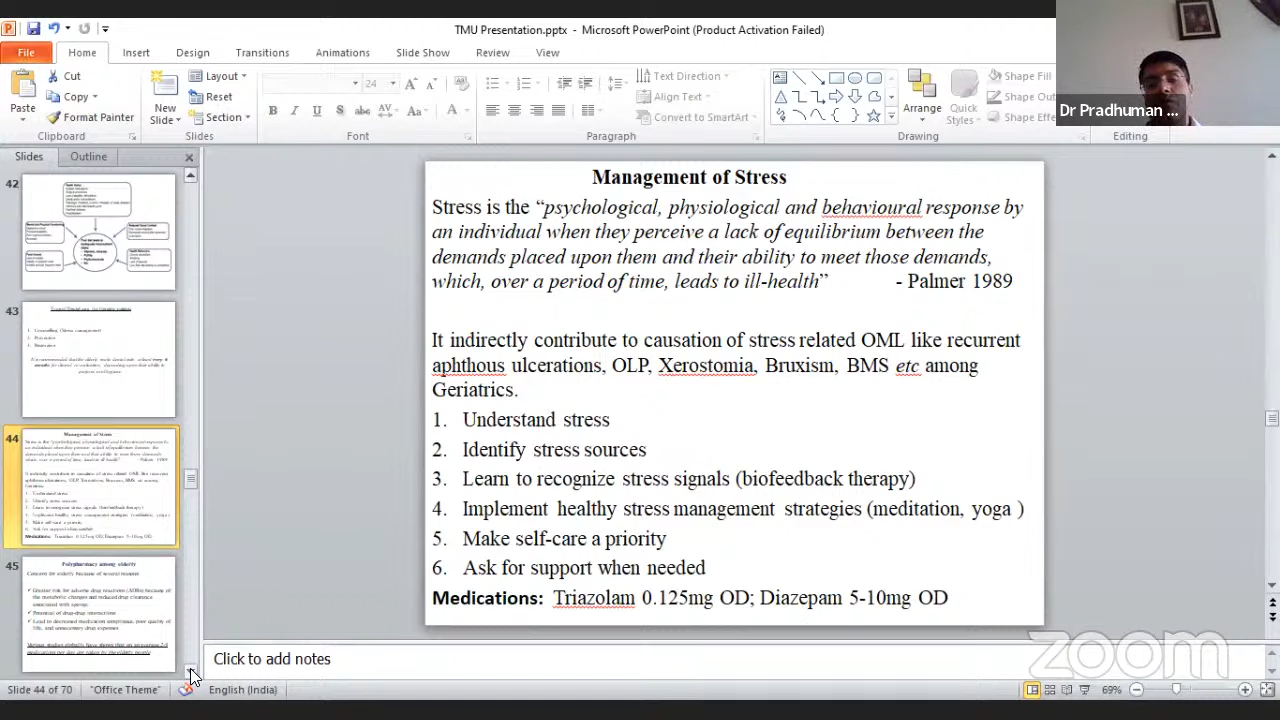 TMU Presentation.pptx - Microsoft PowerPoint (Product Activation Failed)
File Home Insert Design Transitions Animations Slide Show Review View
Cut
Copy
Format Painter
Paste
Clipboard
New
Slide
Layout
Reset
Section
Slides
24
Font
Text Direction
Align Text
Convert to SmartArt
Paragraph
Arrange
Quick
Styles
Shape Fill
Shape
Drawing
Editing
Dr Pradhuman ...
Slides Outline
42
43
44
Management of Stress
45
Polypharmacy among elderly
Management of Stress
Stress is the “psychological, physiological and behavioural response by
an individual when they perceive a lack of equilibrium between the
demands placed upon them and their ability to meet those demands,
which, over a period of time, leads to ill-health” - Palmer 1989
It indirectly contribute to causation of stress related OML like recurrent
aphthous ulcerations, OLP, Xerostomia, Bruxism, BMS etc among
Geriatrics.
1. Understand stress
2. Identify stress sources
3. Learn to recognize stress signals (biofeedback therapy)
4. Implement healthy stress management strategies (meditation, yoga )
5. Make self-care a priority
6. Ask for support when needed
Medications: Triazolam 0.125mg OD; Diazepam 5-10mg OD
Click to add notes
zoom
Slide 44 of 70 "Office Theme" English (India) 69%